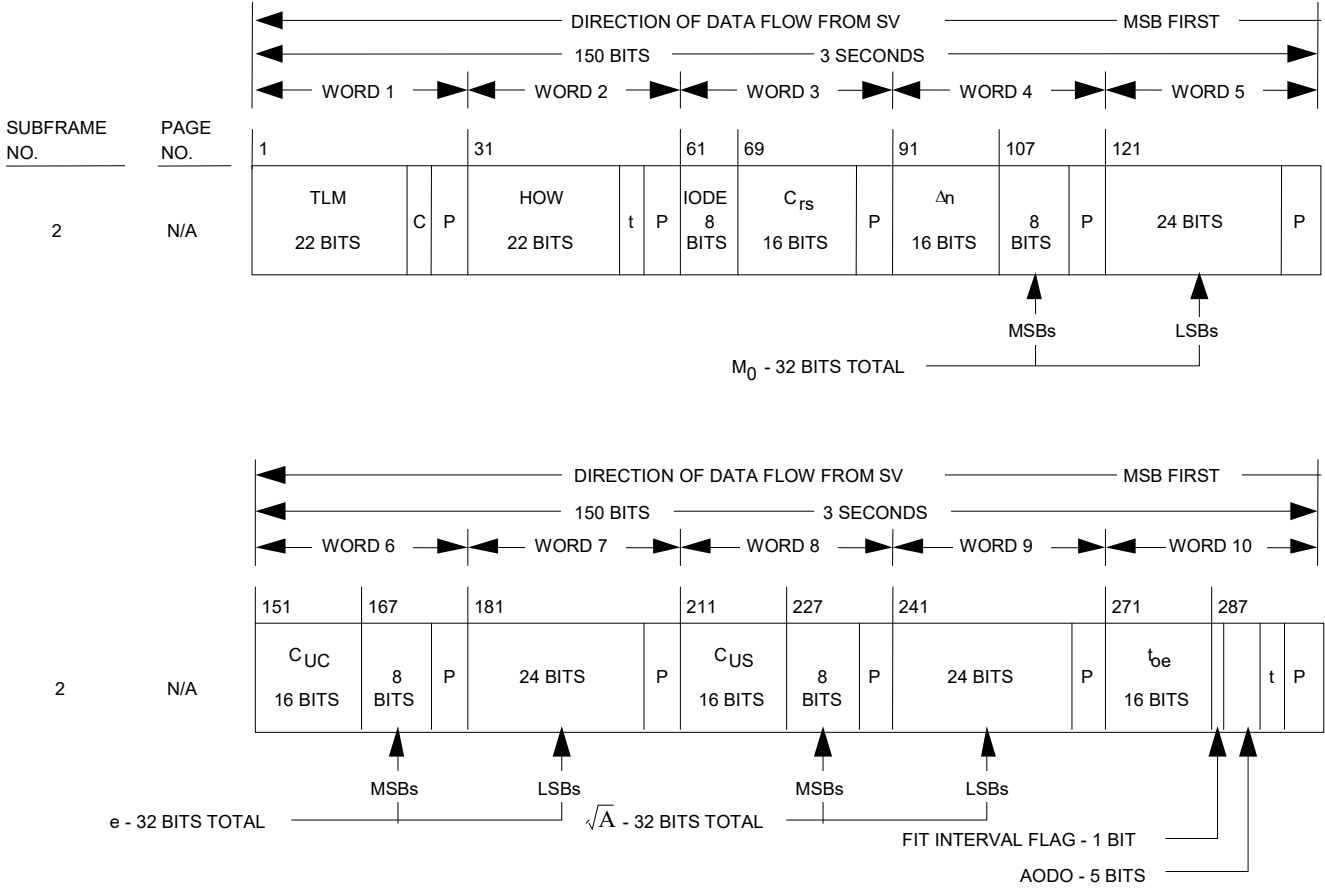 DIRECTION OF DATA FLOW FROM SV MSB FIRST
150 BITS 3 SECONDS
WORD 1 WORD 2 WORD 3 WORD 4 WORD 5
SUBFRAME NO. PAGE NO.
1 31 61 69 91 107 121
2 N/A
TLM 22 BITS C P HOW 22 BITS t P IODE 8 BITS Crs 16 BITS P Δn 16 BITS 8 BITS P 24 BITS P
MSBs LSBs
M0 - 32 BITS TOTAL
DIRECTION OF DATA FLOW FROM SV MSB FIRST
150 BITS 3 SECONDS
WORD 6 WORD 7 WORD 8 WORD 9 WORD 10
151 167 181 211 227 241 271 287
2 N/A
CUC 16 BITS 8 BITS P 24 BITS P CUS 16 BITS 8 BITS P 24 BITS P toe 16 BITS t P
MSBs LSBs MSBs LSBs
e - 32 BITS TOTAL √A - 32 BITS TOTAL
FIT INTERVAL FLAG - 1 BIT
AODO - 5 BITS